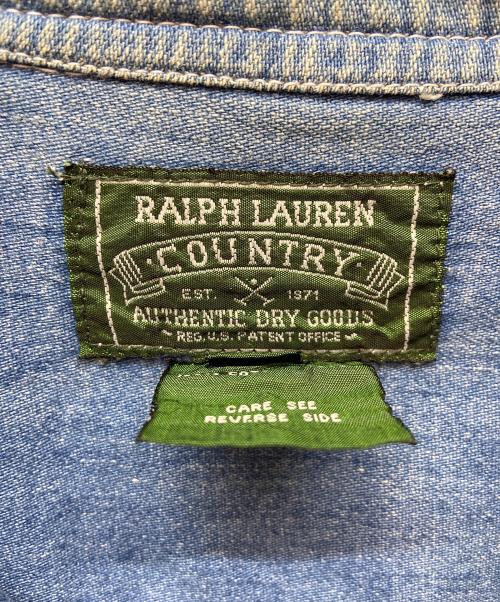 RALPH LAUREN
COUNTRY
EST. 1971
AUTHENTIC DRY GOODS
REG. U.S. PATENT OFFICE
CARE SEE
REVERSE SIDE